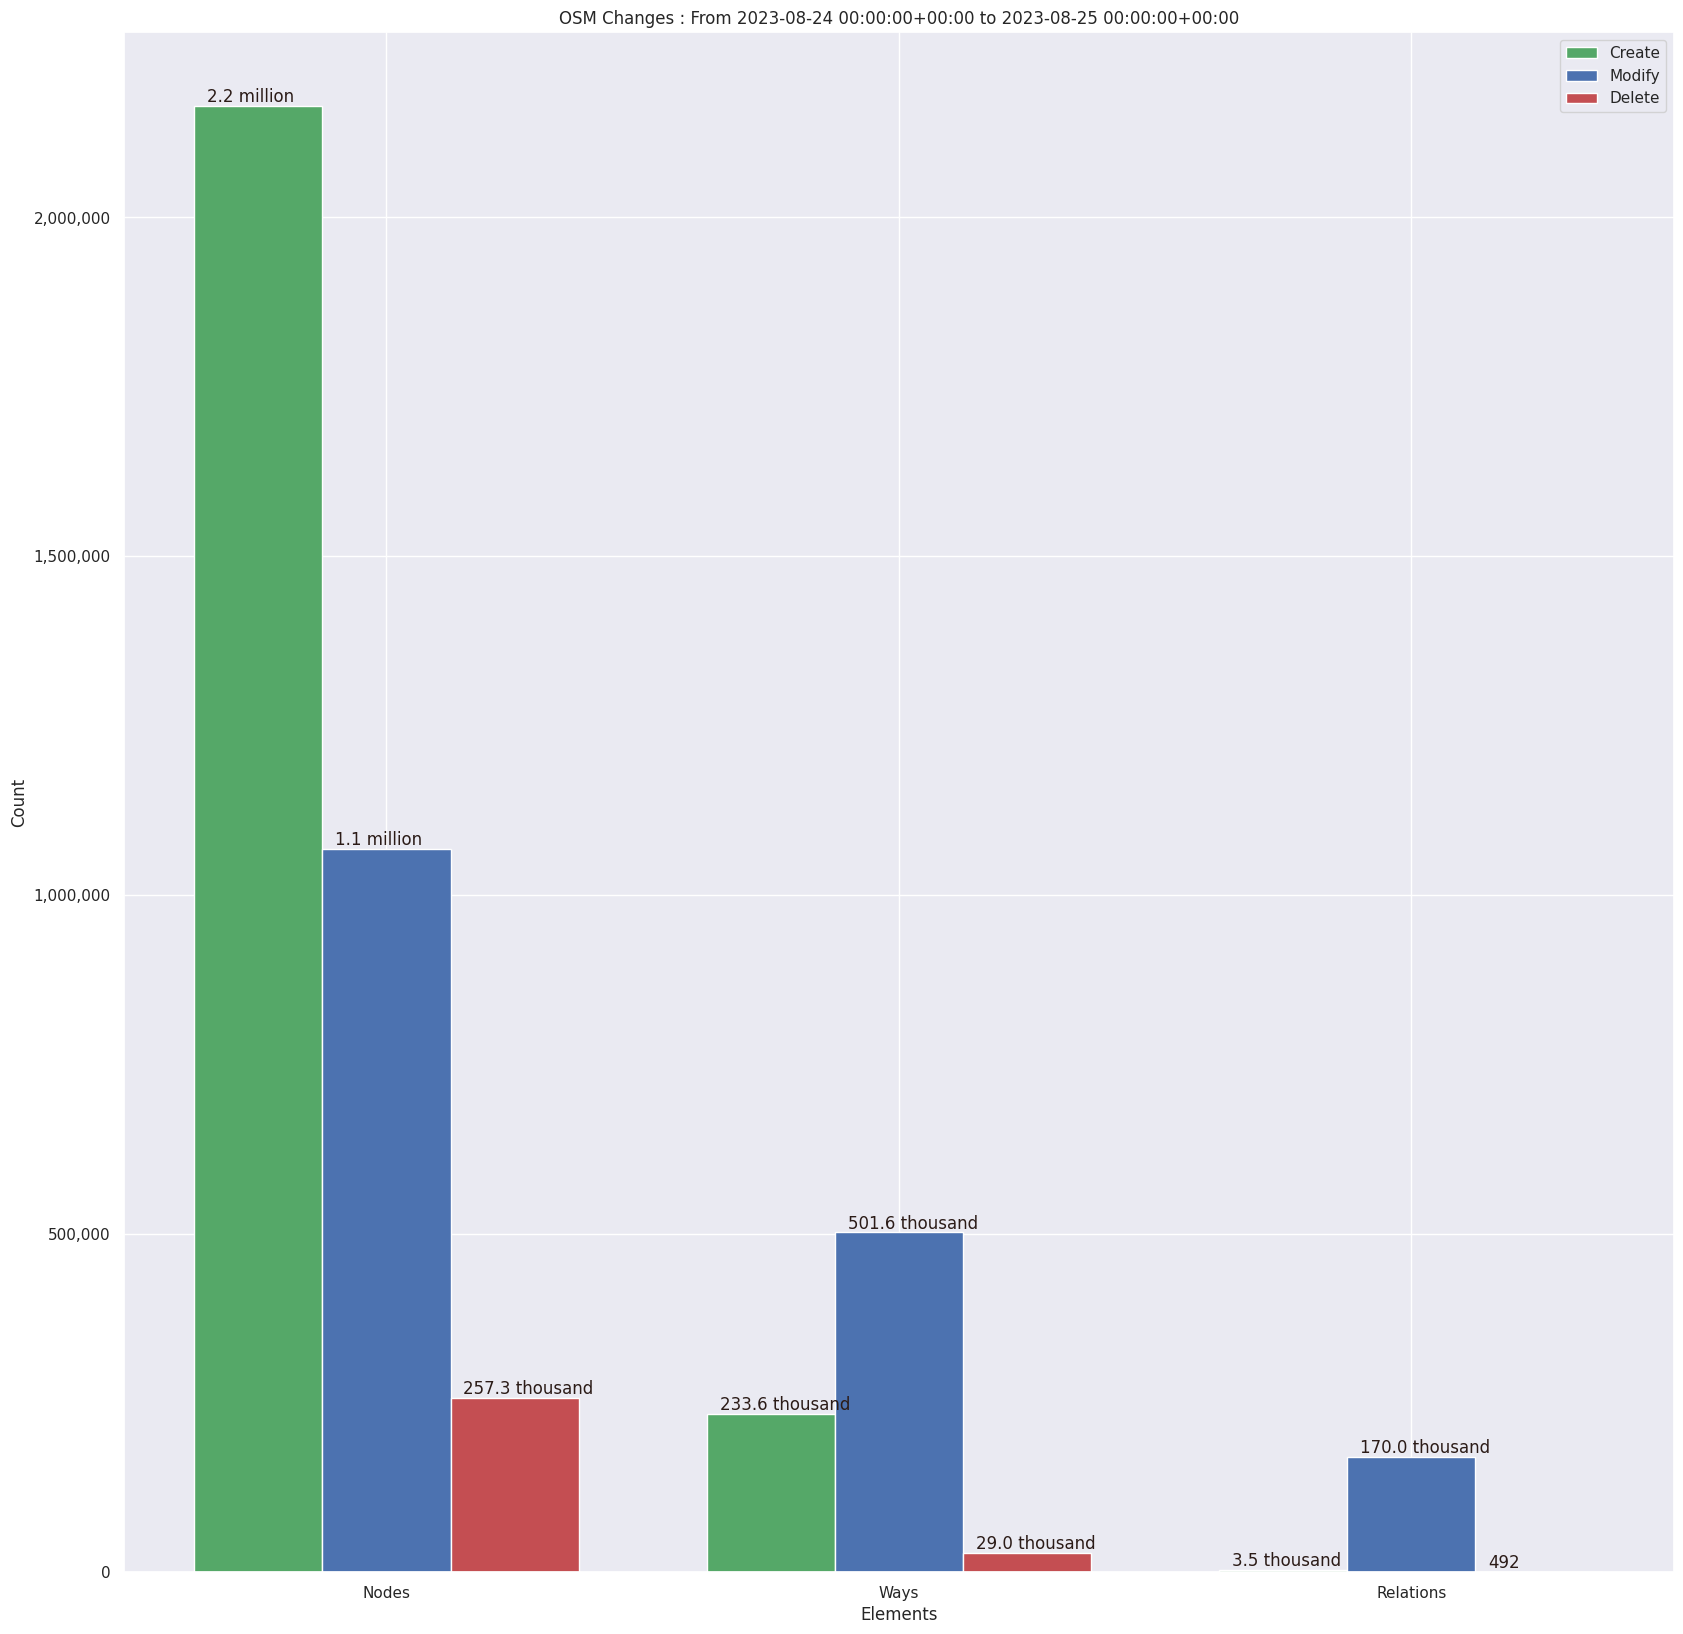 OSM Changes : From 2023-08-24 00:00:00+00:00 to 2023-08-25 00:00:00+00:00
Create
Modify
Delete
2.2 million
2,000,000
1,500,000
1.1 million
1,000,000
Count
501.6 thousand
500,000
257.3 thousand
233.6 thousand
170.0 thousand
29.0 thousand
3.5 thousand
492
0
Nodes
Ways
Relations
Elements